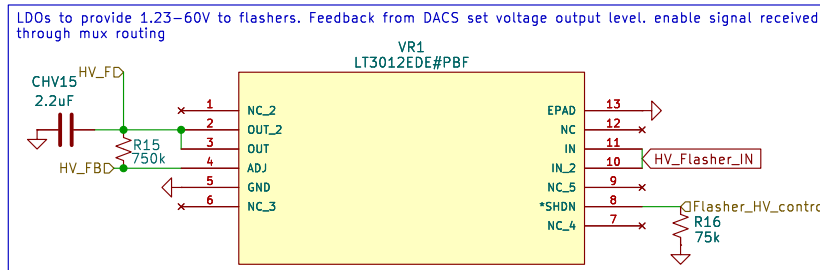 LDOs to provide 1.23-60V to flashers. Feedback from DACS set voltage output level. enable signal received
through mux routing
VR1
LT3012EDE#PBF
HV_F
CHV15
2.2uF
R15
750k
HV_FB
1 NC_2
2 OUT_2
3 OUT
4 ADJ
5 GND
6 NC_3
EPAD 13
NC 12
IN 11
IN_2 10
NC_5 9
*SHDN 8
NC_4 7
HV_Flasher_IN
Flasher_HV_contro
R16
75k